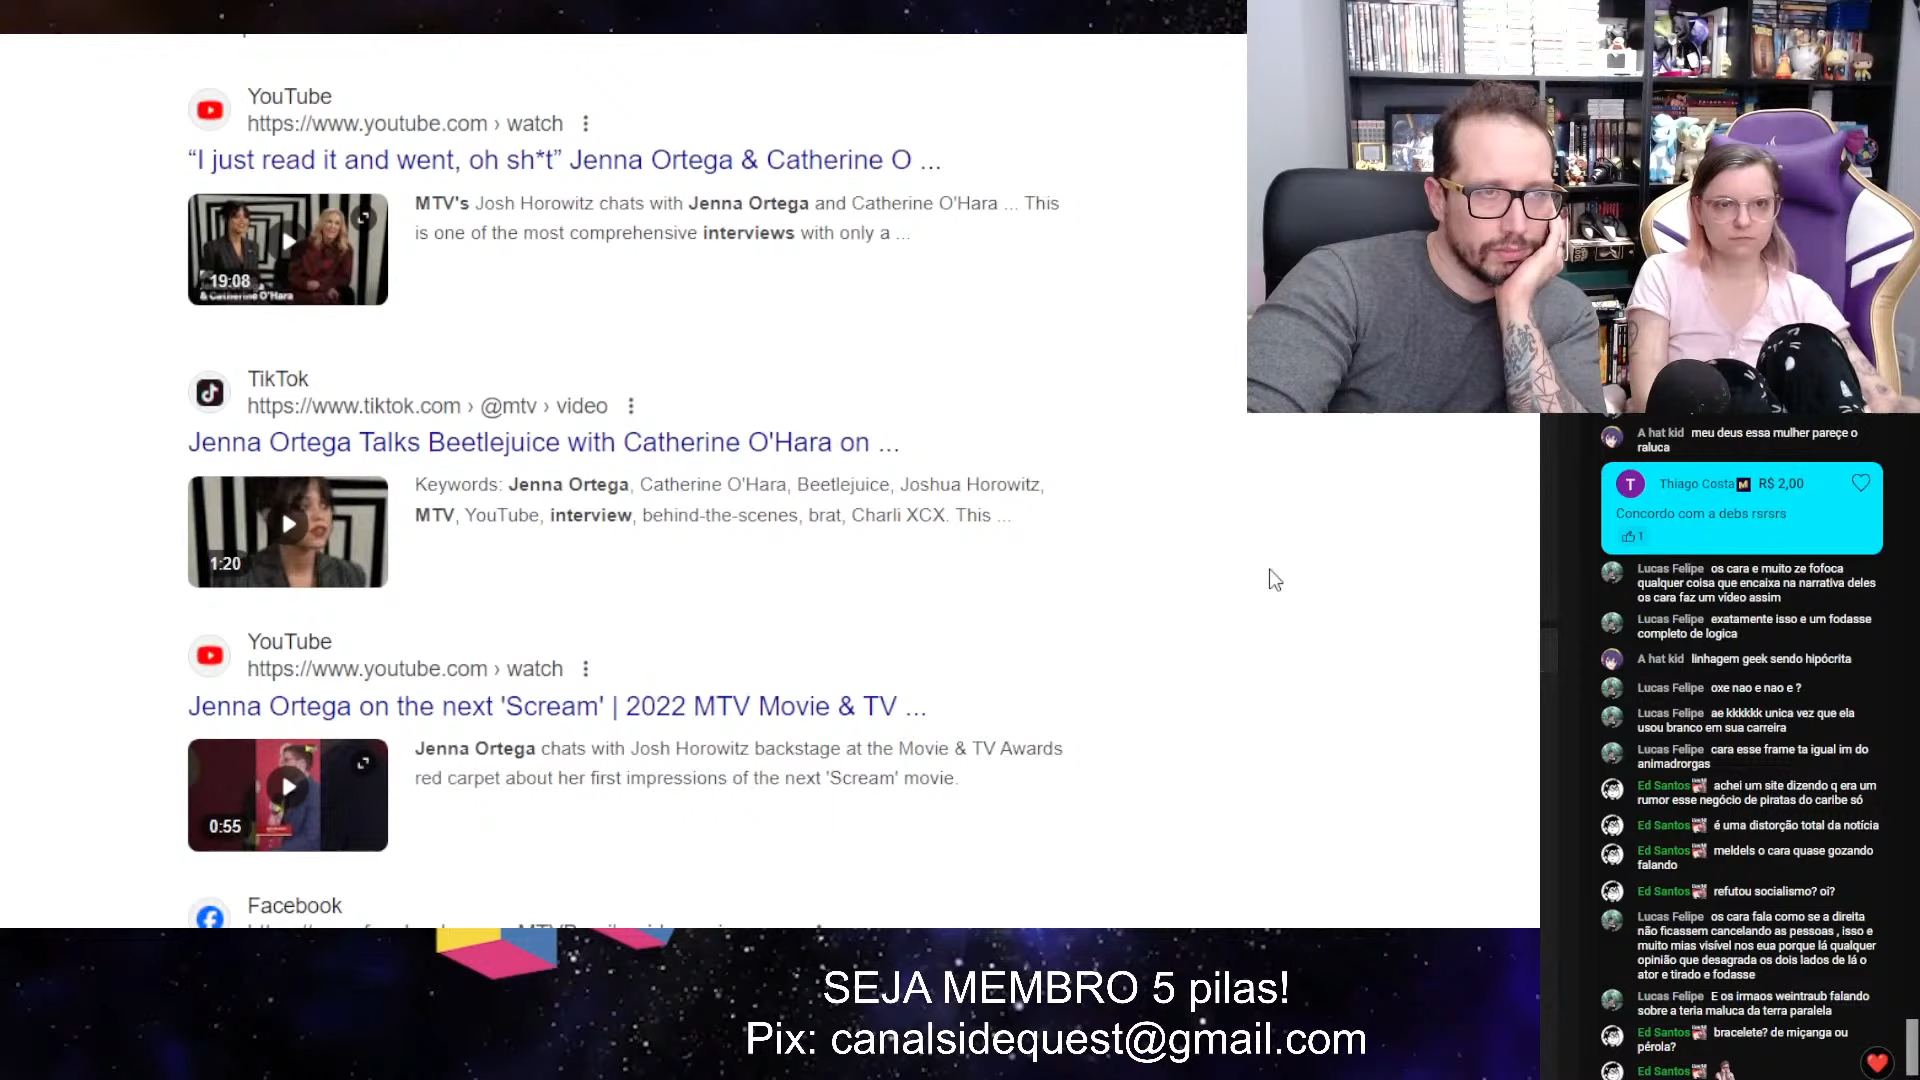 YouTube
https://www.youtube.com › watch
“I just read it and went, oh sh*t” Jenna Ortega & Catherine O ...
19:08
& Catherine O'Hara
MTV's Josh Horowitz chats with Jenna Ortega and Catherine O'Hara ... This
is one of the most comprehensive interviews with only a ...
TikTok
https://www.tiktok.com › @mtv › video
Jenna Ortega Talks Beetlejuice with Catherine O'Hara on ...
1:20
Keywords: Jenna Ortega, Catherine O'Hara, Beetlejuice, Joshua Horowitz,
MTV, YouTube, interview, behind-the-scenes, brat, Charli XCX. This ...
YouTube
https://www.youtube.com › watch
Jenna Ortega on the next 'Scream' | 2022 MTV Movie & TV ...
0:55
Jenna Ortega chats with Josh Horowitz backstage at the Movie & TV Awards
red carpet about her first impressions of the next 'Scream' movie.
Facebook
SEJA MEMBRO 5 pilas!
Pix: canalsidequest@gmail.com
A hat kid meu deus essa mulher pareçe o
raluca
T
Thiago Costa R$ 2,00
Concordo com a debs rsrsrs
1
Lucas Felipe os cara e muito ze fofoca
qualquer coisa que encaixa na narrativa deles
os cara faz um vídeo assim
Lucas Felipe exatamente isso e um fodasse
completo de logica
A hat kid linhagem geek sendo hipócrita
Lucas Felipe oxe nao e nao e ?
Lucas Felipe ae kkkkkk unica vez que ela
usou branco em sua carreira
Lucas Felipe cara esse frame ta igual im do
animadrorgas
Ed Santos achei um site dizendo q era um
rumor esse negócio de piratas do caribe só
Ed Santos é uma distorção total da notícia
Ed Santos meldels o cara quase gozando
falando
Ed Santos refutou socialismo? oi?
Lucas Felipe os cara fala como se a direita
não ficassem cancelando as pessoas , isso e
muito mias visível nos eua porque lá qualquer
opinião que desagrada os dois lados de lá o
ator e tirado e fodasse
Lucas Felipe E os irmaos weintraub falando
sobre a teria maluca da terra paralela
Ed Santos bracelete? de miçanga ou
pérola?
Ed Santos